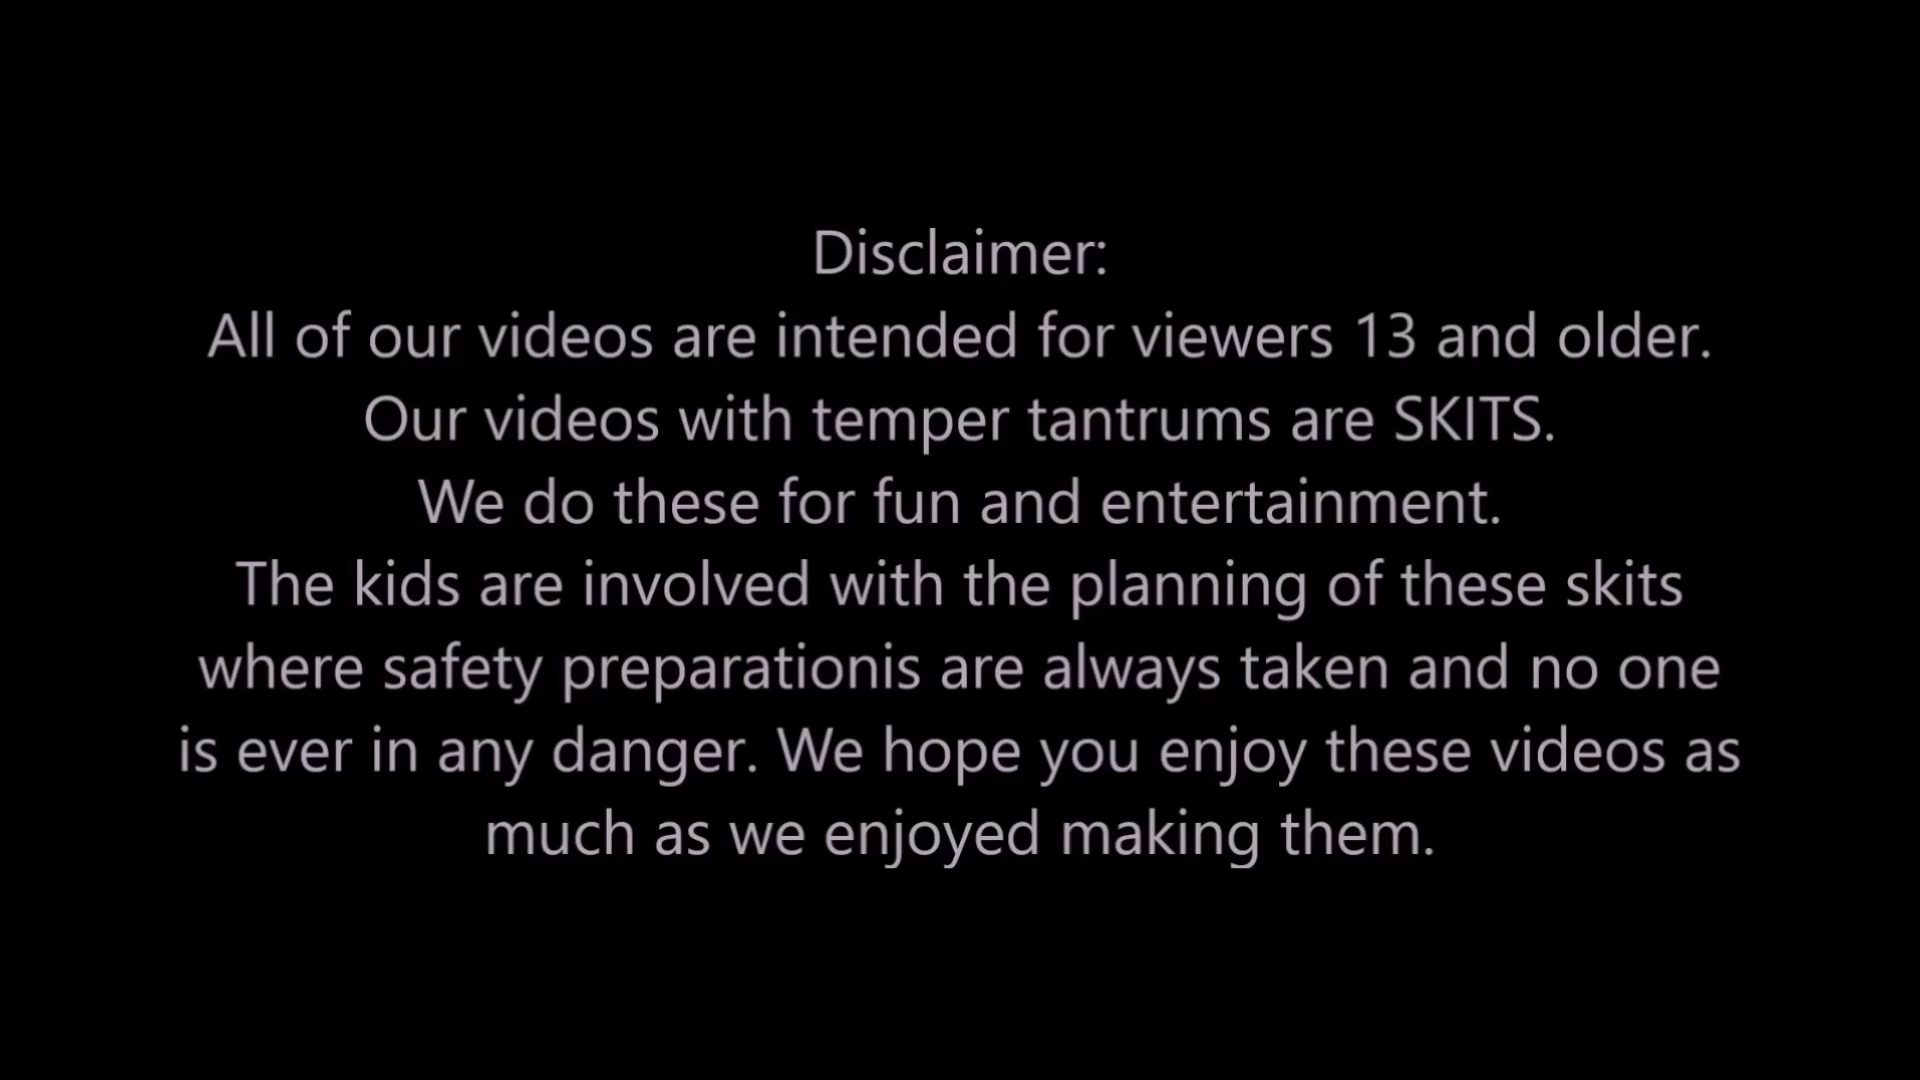 Disclaimer:
All of our videos are intended for viewers 13 and older.
Our videos with temper tantrums are SKITS.
We do these for fun and entertainment.
The kids are involved with the planning of these skits
where safety preparationis are always taken and no one
is ever in any danger. We hope you enjoy these videos as
much as we enjoyed making them.